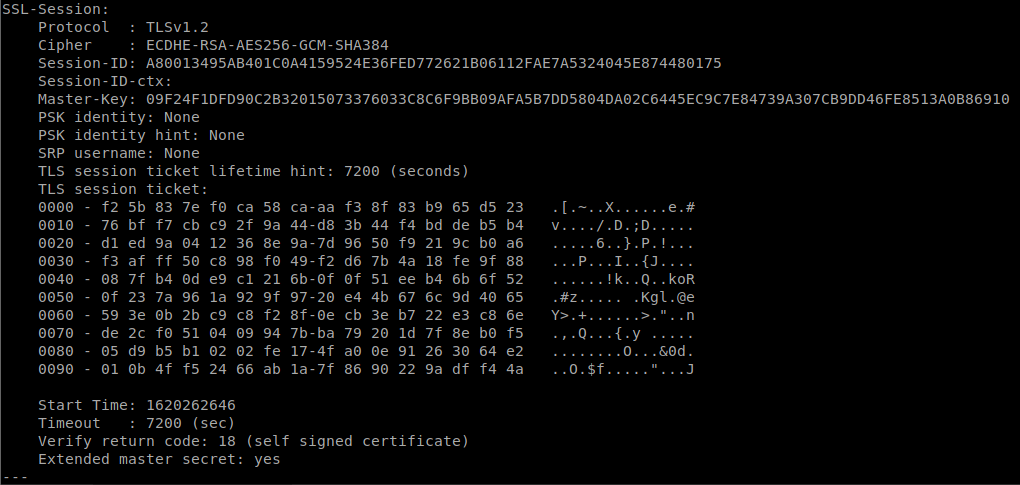 SSL-Session:
Protocol  : TLSv1.2
Cipher    : ECDHE-RSA-AES256-GCM-SHA384
Session-ID: A80013495AB401C0A4159524E36FED772621B06112FAE7A5324045E874480175
Session-ID-ctx:
Master-Key: 09F24F1DFD90C2B32015073376033C8C6F9BB09AFA5B7DD5804DA02C6445EC9C7E84739A307CB9DD46FE8513A0B86910
PSK identity: None
PSK identity hint: None
SRP username: None
TLS session ticket lifetime hint: 7200 (seconds)
TLS session ticket:
0000 - f2 5b 83 7e f0 ca 58 ca-aa f3 8f 83 b9 65 d5 23   .[.~..X......e.#
0010 - 76 bf f7 cb c9 2f 9a 44-d8 3b 44 f4 bd de b5 b4   v..../.D.;D.....
0020 - d1 ed 9a 04 12 36 8e 9a-7d 96 50 f9 21 9c b0 a6   .....6..}.P.!...
0030 - f3 af ff 50 c8 98 f0 49-f2 d6 7b 4a 18 fe 9f 88   ...P...I..{J....
0040 - 08 7f b4 0d e9 c1 21 6b-0f 0f 51 ee b4 6b 6f 52   ......!k..Q..koR
0050 - 0f 23 7a 96 1a 92 9f 97-20 e4 4b 67 6c 9d 40 65   .#z..... .Kgl.@e
0060 - 59 3e 0b 2b c9 c8 f2 8f-0e cb 3e b7 22 e3 c8 6e   Y>.+......>."..n
0070 - de 2c f0 51 04 09 94 7b-ba 79 20 1d 7f 8e b0 f5   .,.Q...{.y .....
0080 - 05 d9 b5 b1 02 02 fe 17-4f a0 0e 91 26 30 64 e2   ........O...&0d.
0090 - 01 0b 4f f5 24 66 ab 1a-7f 86 90 22 9a df f4 4a   ..O.$f....."...J
Start Time: 1620262646
Timeout   : 7200 (sec)
Verify return code: 18 (self signed certificate)
Extended master secret: yes
---